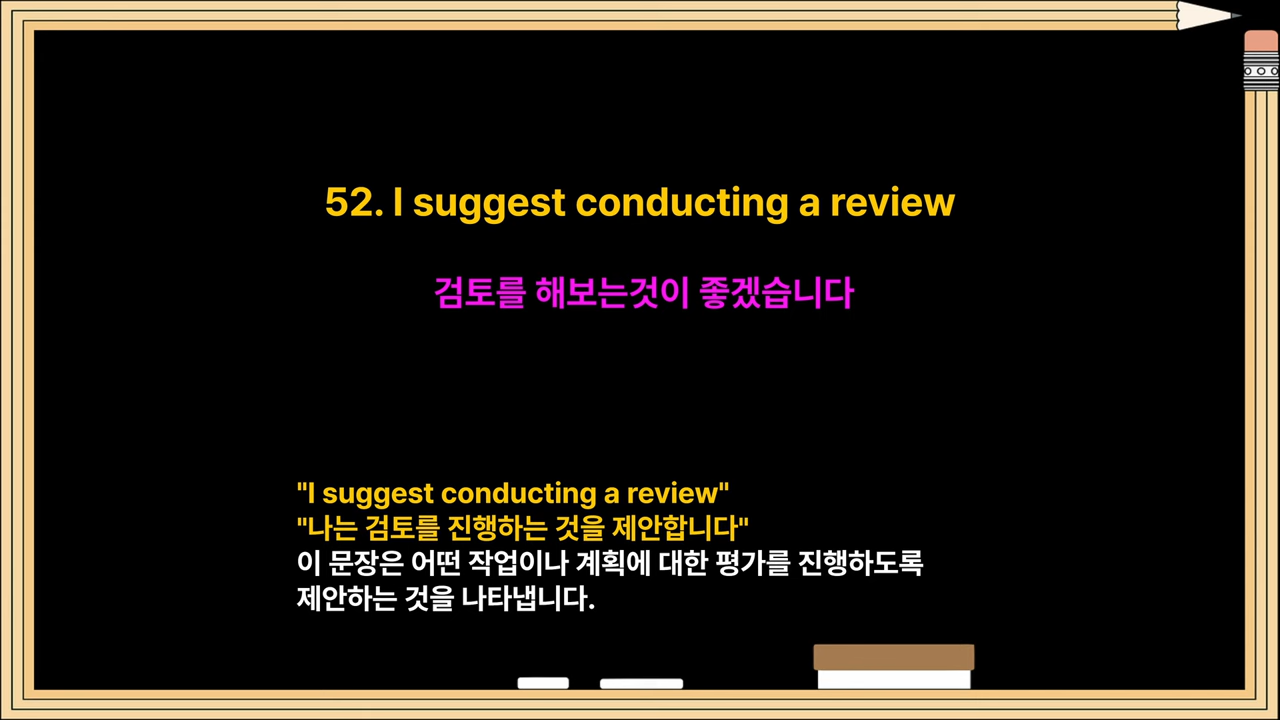 52. I suggest conducting a review
검토를 해보는것이 좋겠습니다
"I suggest conducting a review"
"나는 검토를 진행하는 것을 제안합니다"
이 문장은 어떤 작업이나 계획에 대한 평가를 진행하도록
제안하는 것을 나타냅니다.